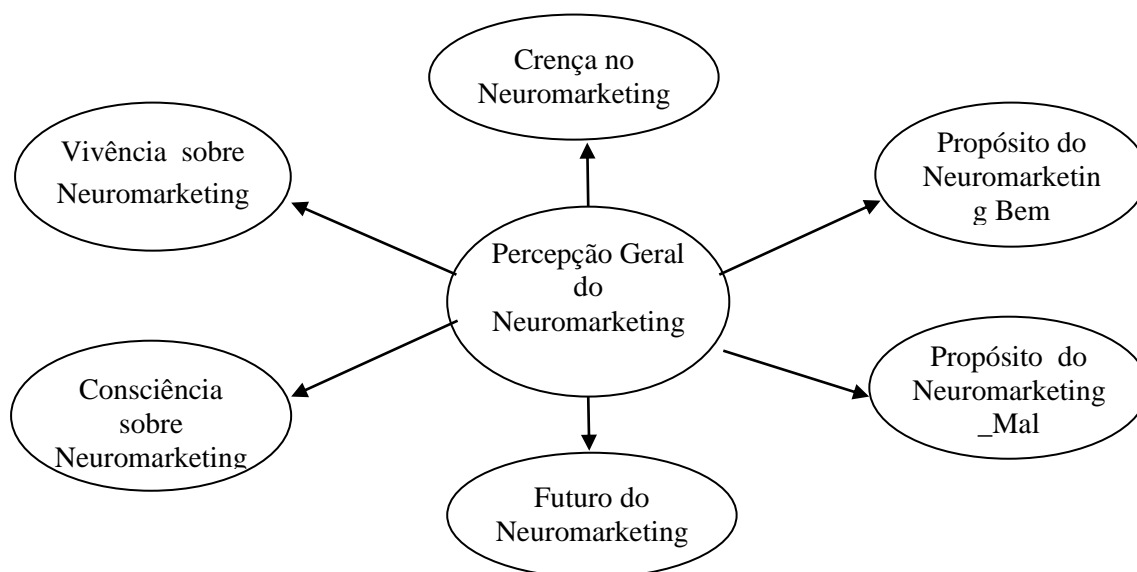 Crença no
Neuromarketing
Vivência  sobre
Neuromarketing
Propósito do
Neuromarketin
g Bem
Percepção Geral
do
Neuromarketing
Consciência
sobre
Neuromarketing
Propósito  do
Neuromarketing
_Mal
Futuro do
Neuromarketing